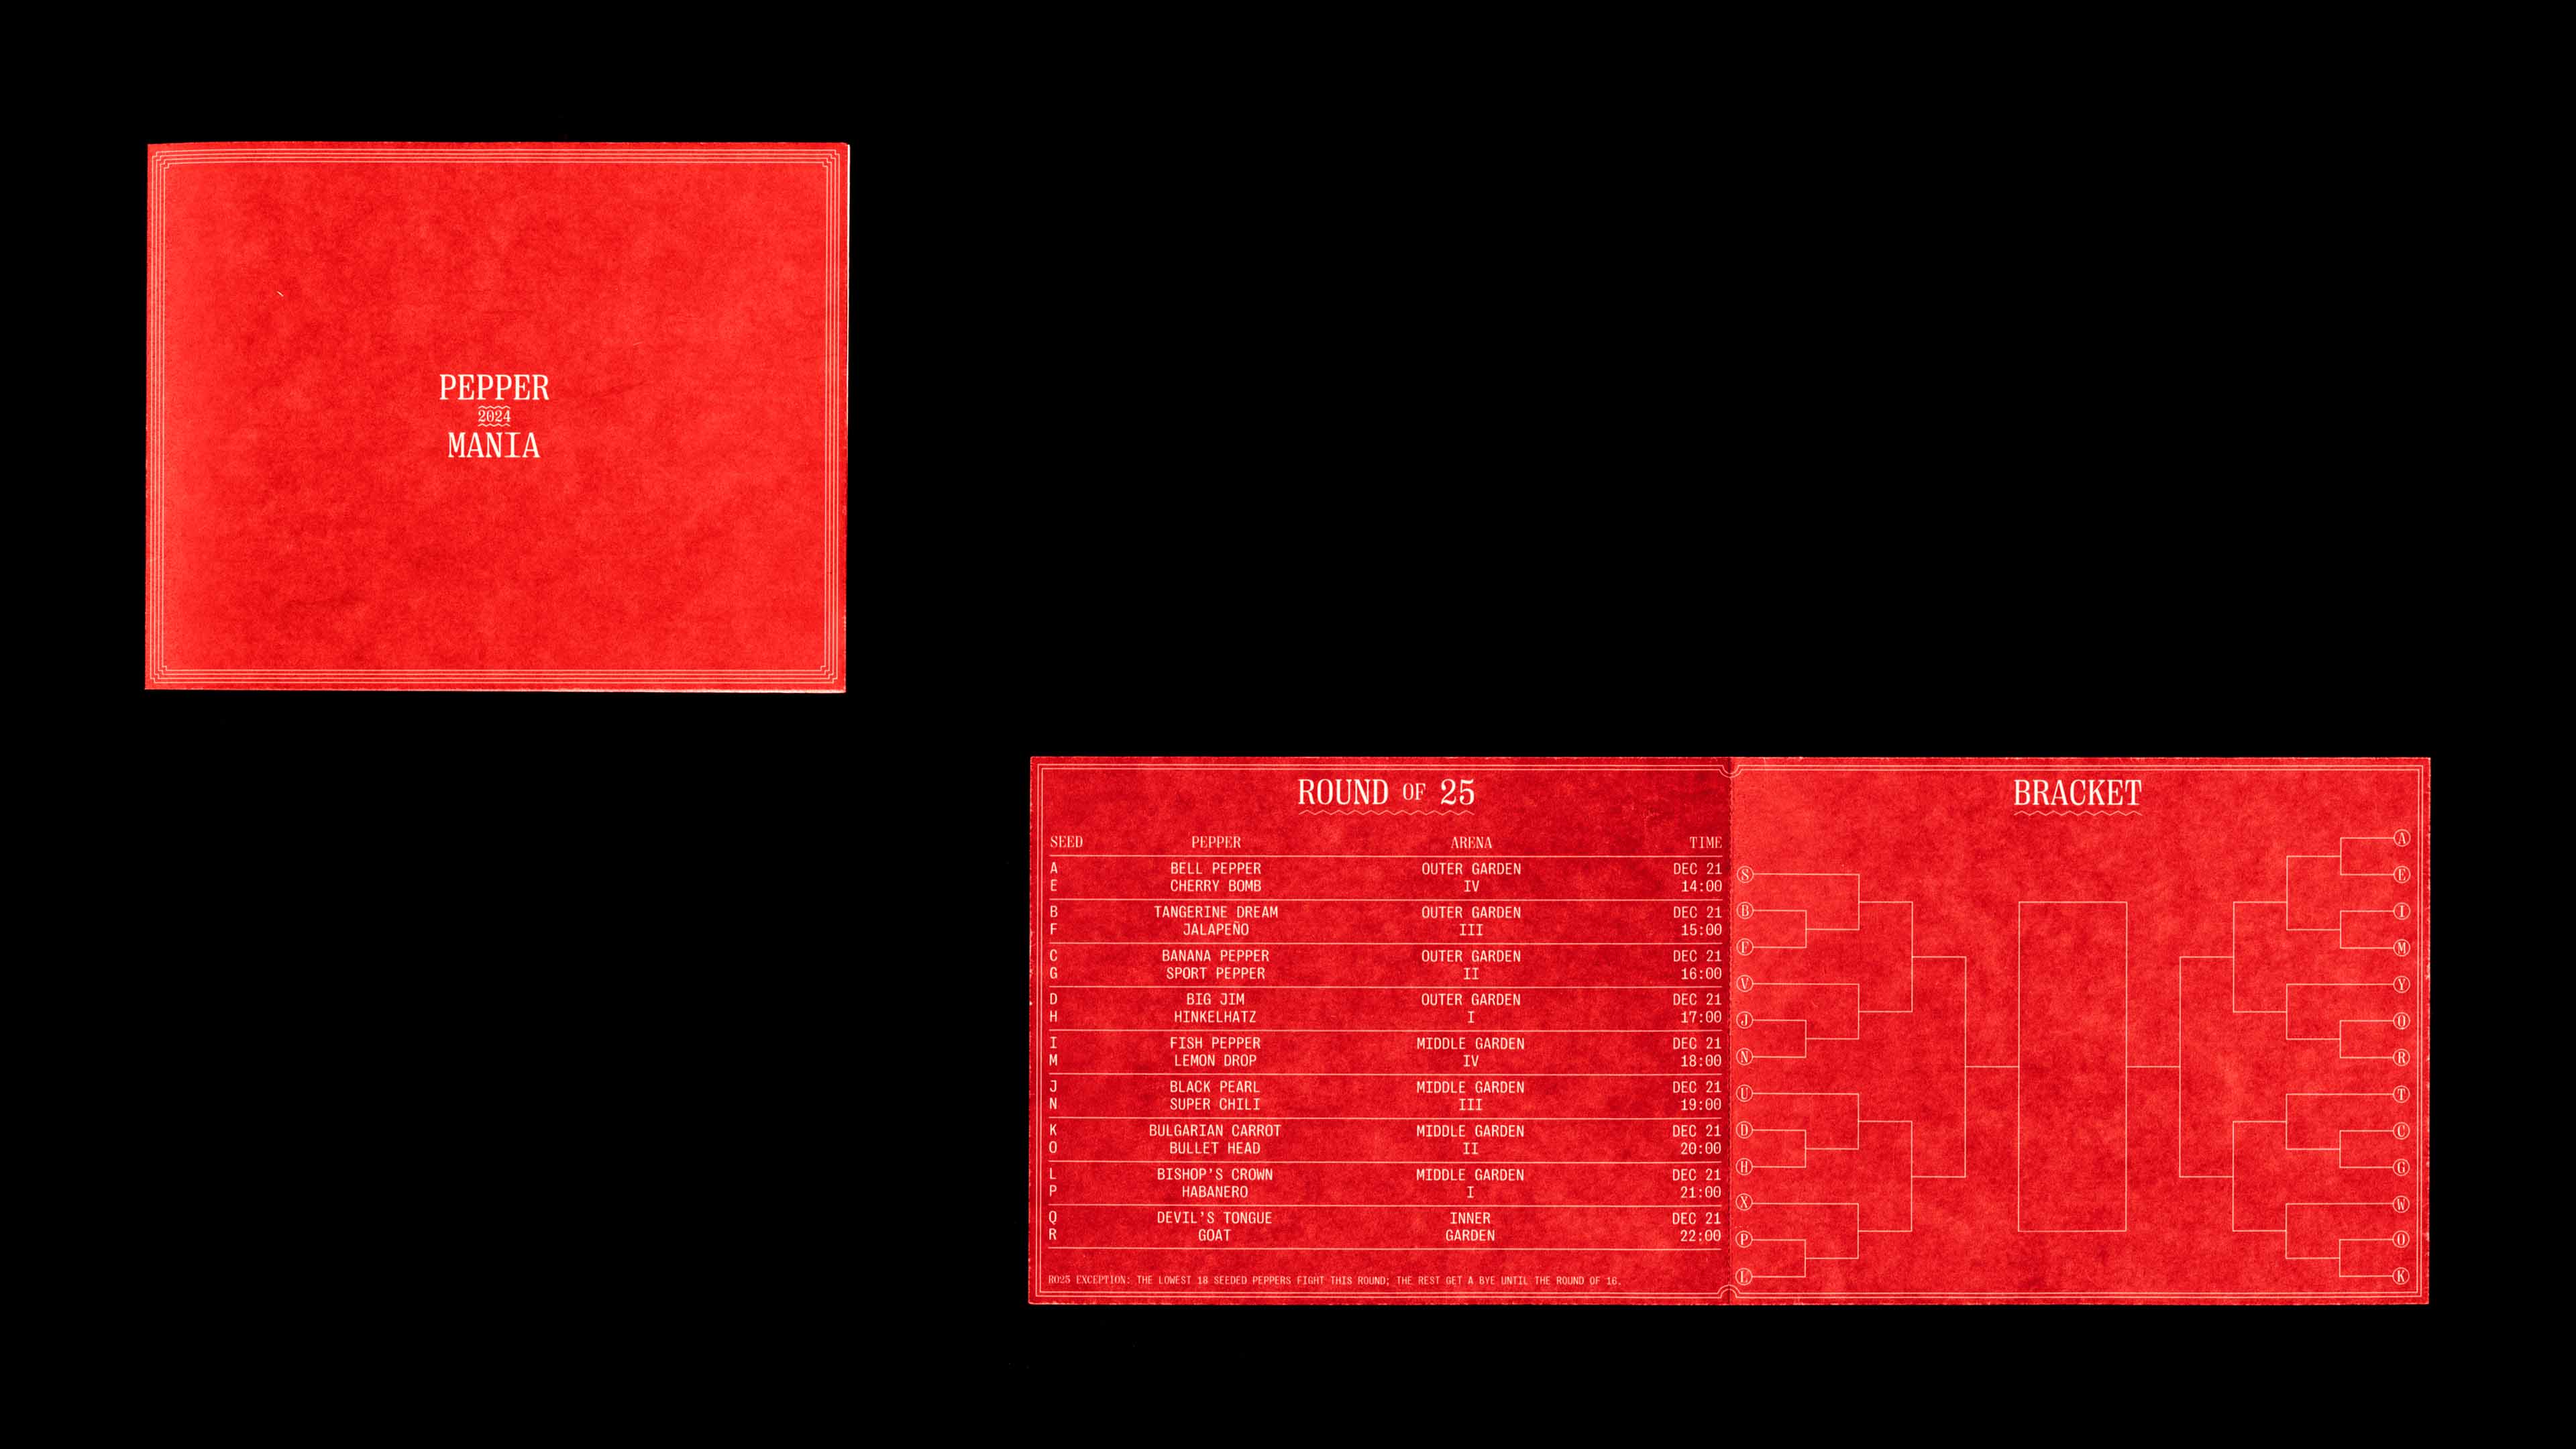 PEPPER
2024
MANIA
ROUND OF 25
SEED PEPPER ARENA TIME
A BELL PEPPER OUTER GARDEN DEC 21
E CHERRY BOMB IV 14:00
B TANGERINE DREAM OUTER GARDEN DEC 21
F JALAPEÑO III 15:00
C BANANA PEPPER OUTER GARDEN DEC 21
G SPORT PEPPER II 16:00
D BIG JIM OUTER GARDEN DEC 21
H HINKELHATZ I 17:00
I FISH PEPPER MIDDLE GARDEN DEC 21
M LEMON DROP IV 18:00
J BLACK PEARL MIDDLE GARDEN DEC 21
N SUPER CHILI III 19:00
K BULGARIAN CARROT MIDDLE GARDEN DEC 21
O BULLET HEAD II 20:00
L BISHOP'S CROWN MIDDLE GARDEN DEC 21
P HABANERO I 21:00
Q DEVIL'S TONGUE INNER DEC 21
R GOAT GARDEN 22:00
RO25 EXCEPTION: THE LOWEST 18 SEEDED PEPPERS FIGHT THIS ROUND; THE REST GET A BYE UNTIL THE ROUND OF 16.
BRACKET
S
B
F
V
J
N
U
D
H
X
P
L
A
E
I
M
Y
R
T
C
G
W
O
K